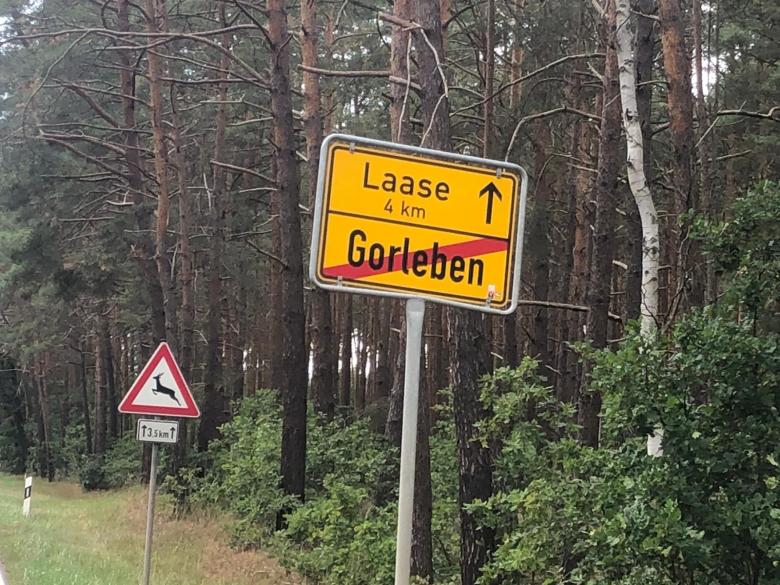 Laase ↑
4 km
Gorleben
↑3,5 km↑